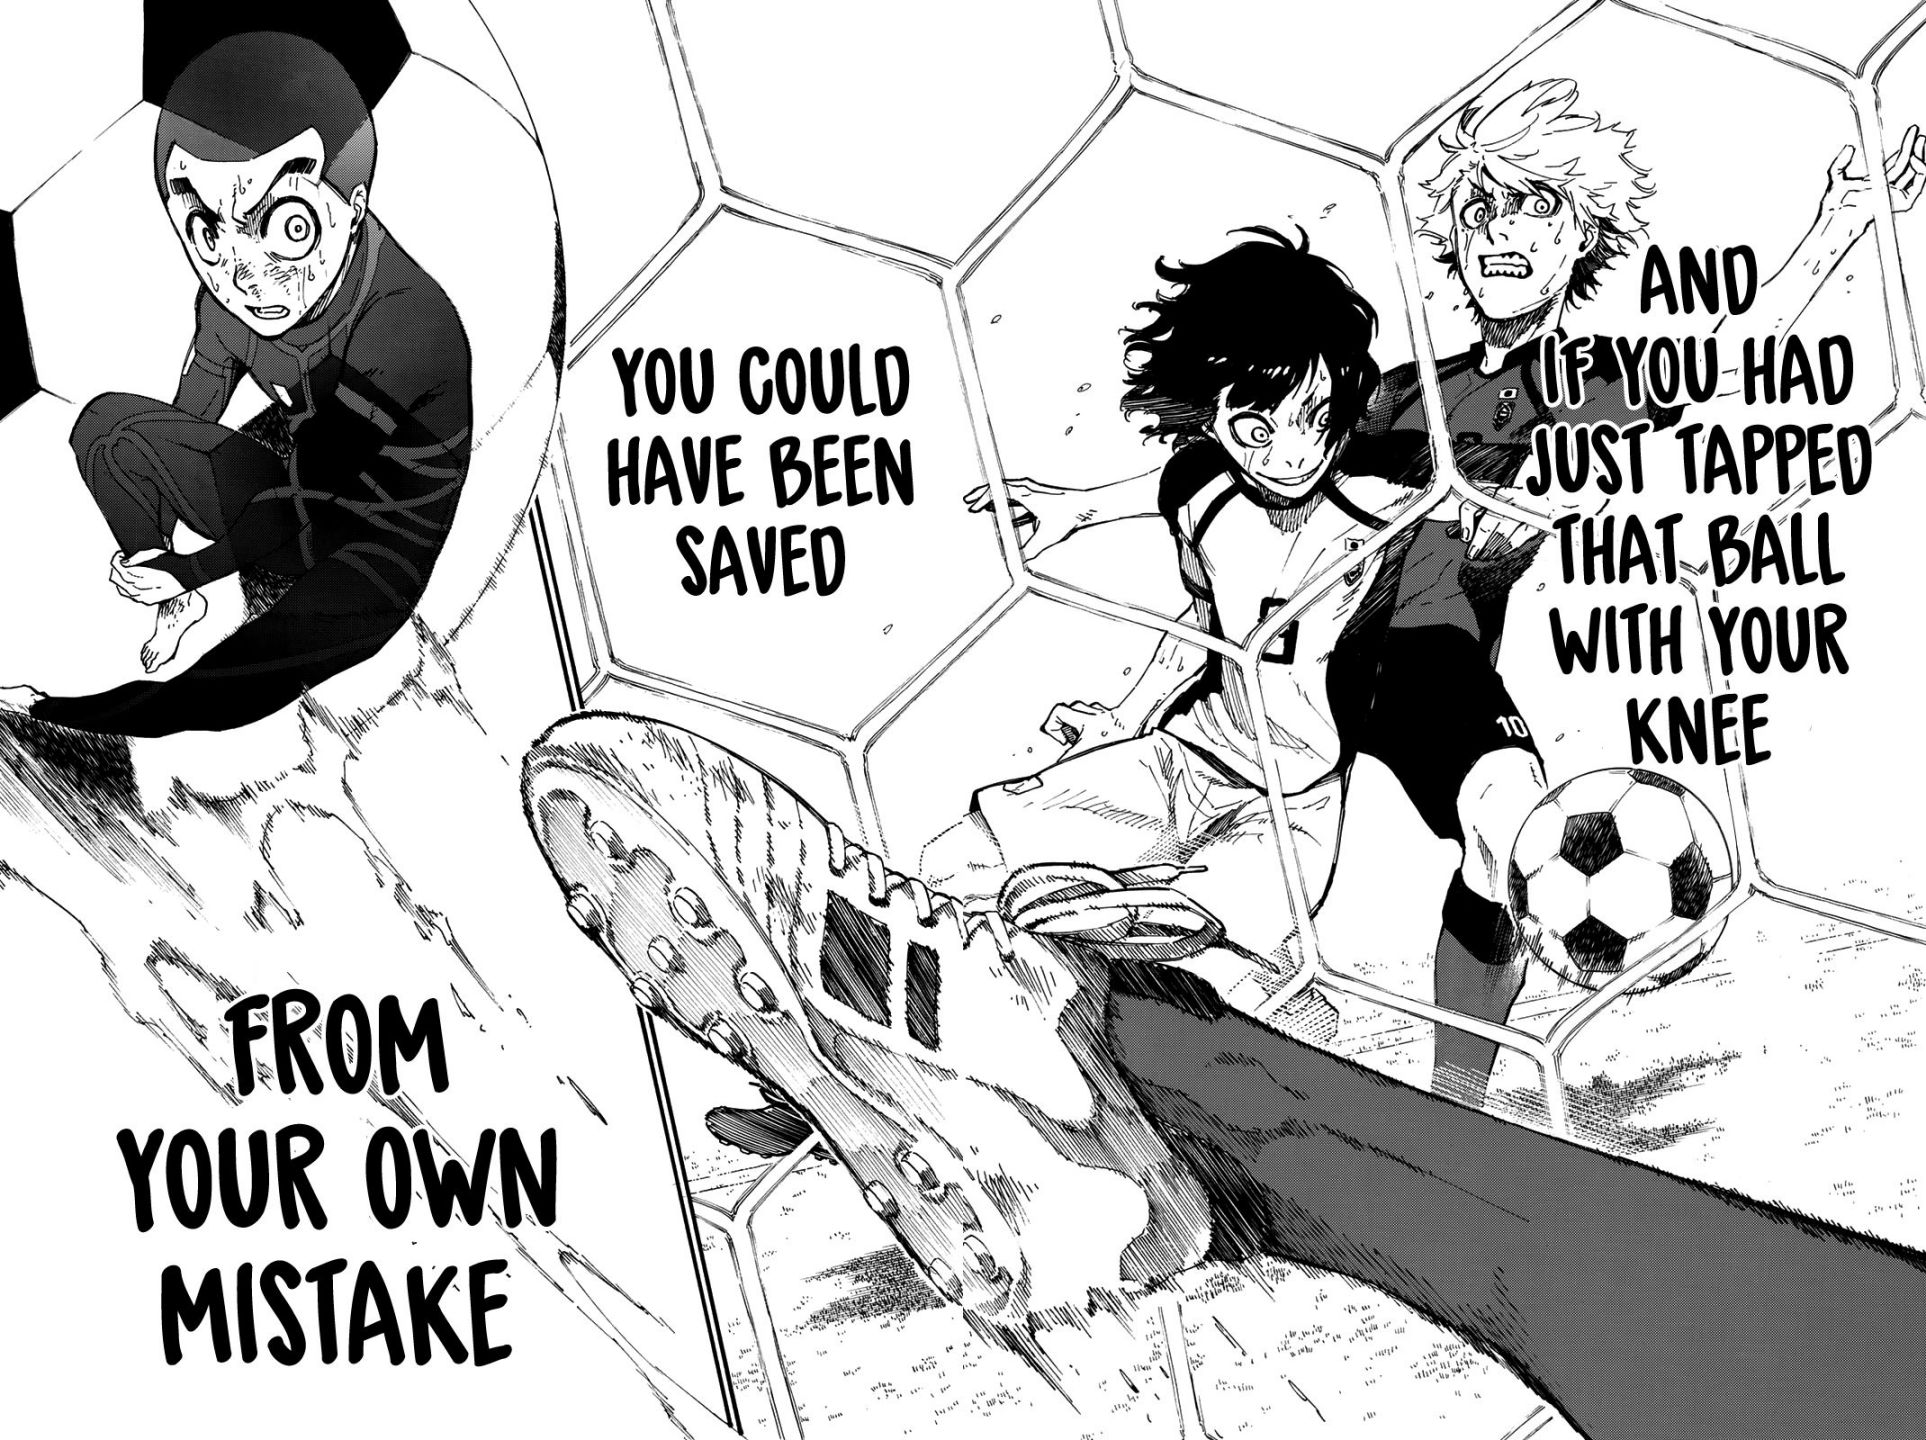 AND
IF YOU HAD
JUST TAPPED
THAT BALL
WITH YOUR
KNEE
YOU COULD
HAVE BEEN
SAVED
10
FROM
YOUR OWN
MISTAKE